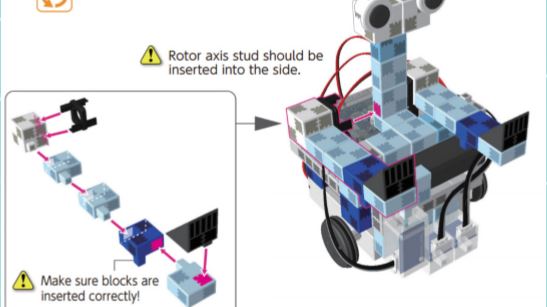 Rotor axis stud should be
inserted into the side.
Make sure blocks are
inserted correctly!